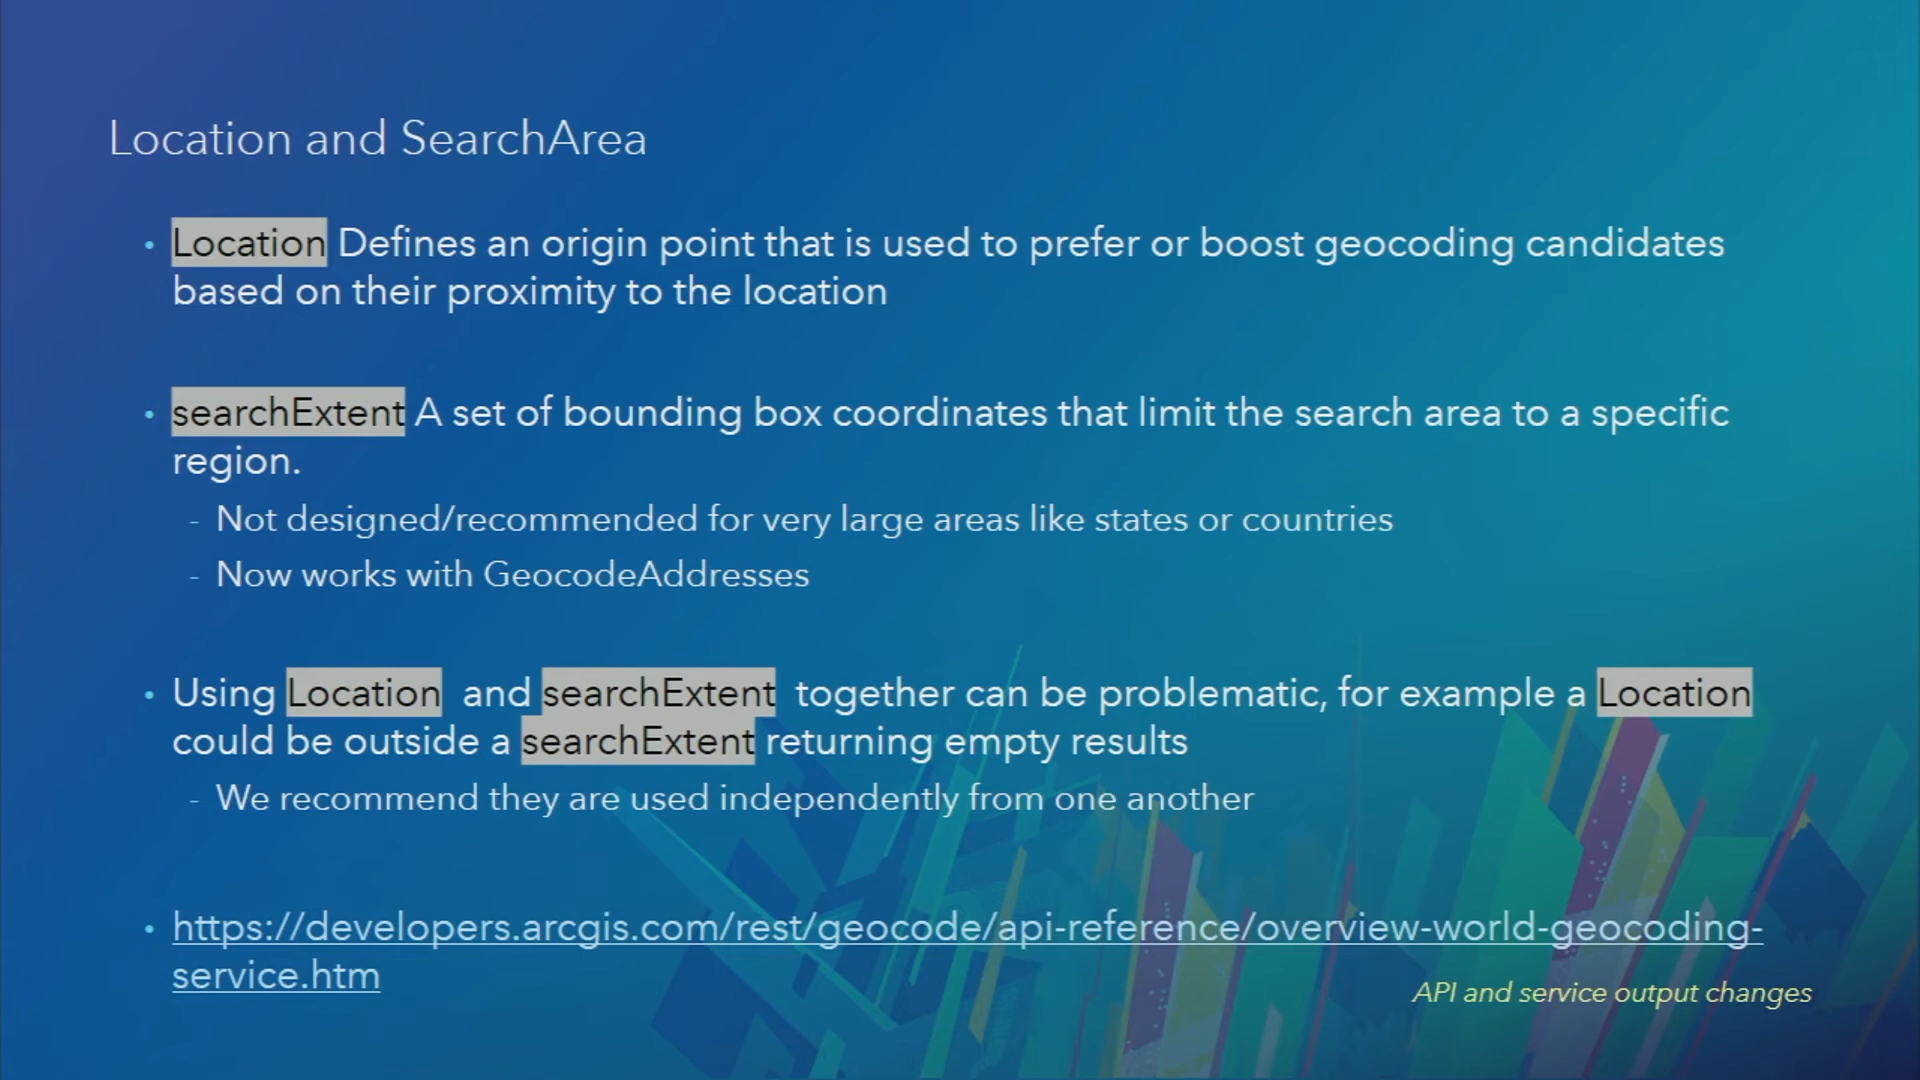 Location and SearchArea
• Location Defines an origin point that is used to prefer or boost geocoding candidates
based on their proximity to the location
• searchExtent A set of bounding box coordinates that limit the search area to a specific
region.
- Not designed/recommended for very large areas like states or countries
- Now works with GeocodeAddresses
• Using Location and searchExtent together can be problematic, for example a Location
could be outside a searchExtent returning empty results
- We recommend they are used independently from one another
• https://developers.arcgis.com/rest/geocode/api-reference/overview-world-geocoding-
service.htm
API and service output changes